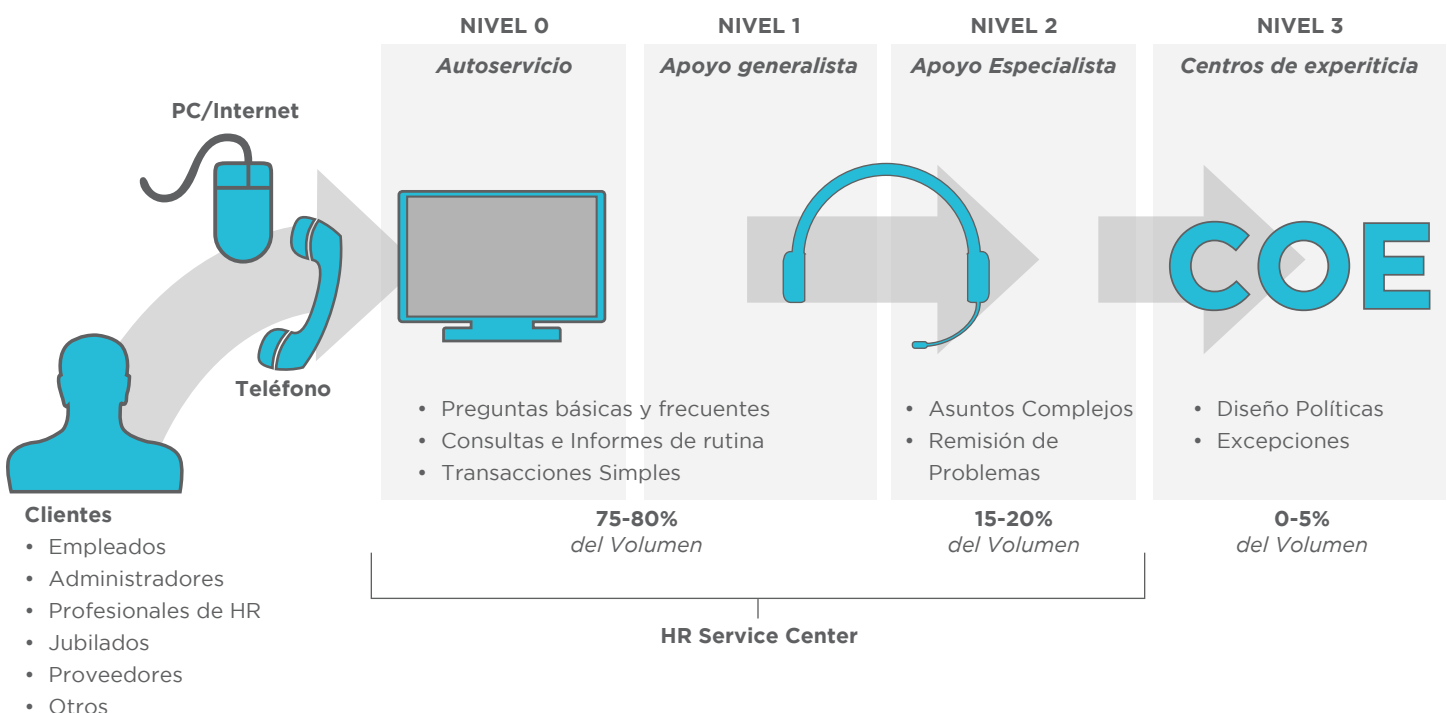 NIVEL 0
NIVEL 1
NIVEL 2
NIVEL 3
Autoservicio
Apoyo generalista
Apoyo Especialista
Centros de experiticia
PC/Internet
Teléfono
COE
• Preguntas básicas y frecuentes
• Consultas e Informes de rutina
• Transacciones Simples
• Asuntos Complejos
• Remisión de
Problemas
• Diseño Políticas
• Excepciones
Clientes
• Empleados
• Administradores
• Profesionales de HR
• Jubilados
• Proveedores
• Otros
75-80%
del Volumen
15-20%
del Volumen
0-5%
del Volumen
HR Service Center